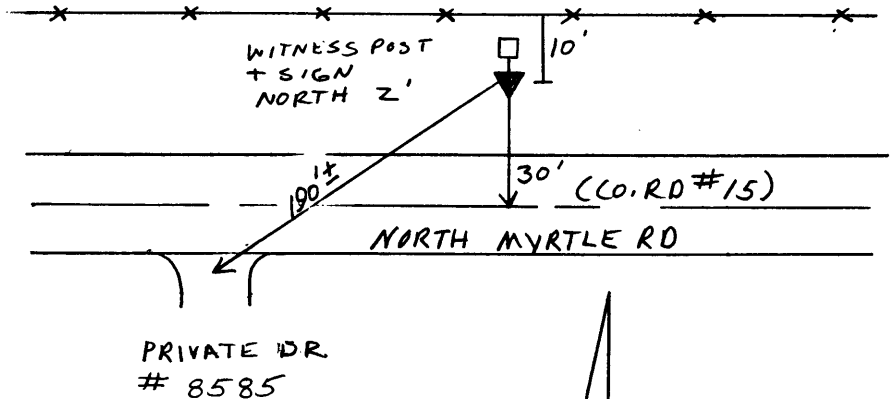 WITNESS POST
+ SIGN
NORTH 2'
10'
190'±
30'
(CO. RD #15)
NORTH MYRTLE RD
PRIVATE DR.
# 8585